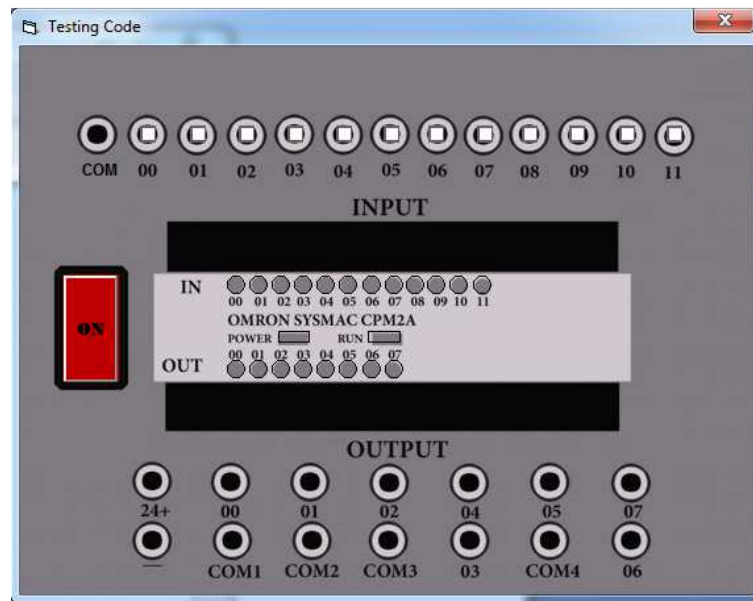 Testing Code
COM 00 01 02 03 04 05 06 07 08 09 10 11
INPUT
IN
00 01 02 03 04 05 06 07 08 09 10 11
OMRON SYSMAC CPM2A
ON
POWER RUN
00 01 02 03 04 05 06 07
OUT
OUTPUT
24+ 00 01 02 04 05 07
— COM1 COM2 COM3 03 COM4 06